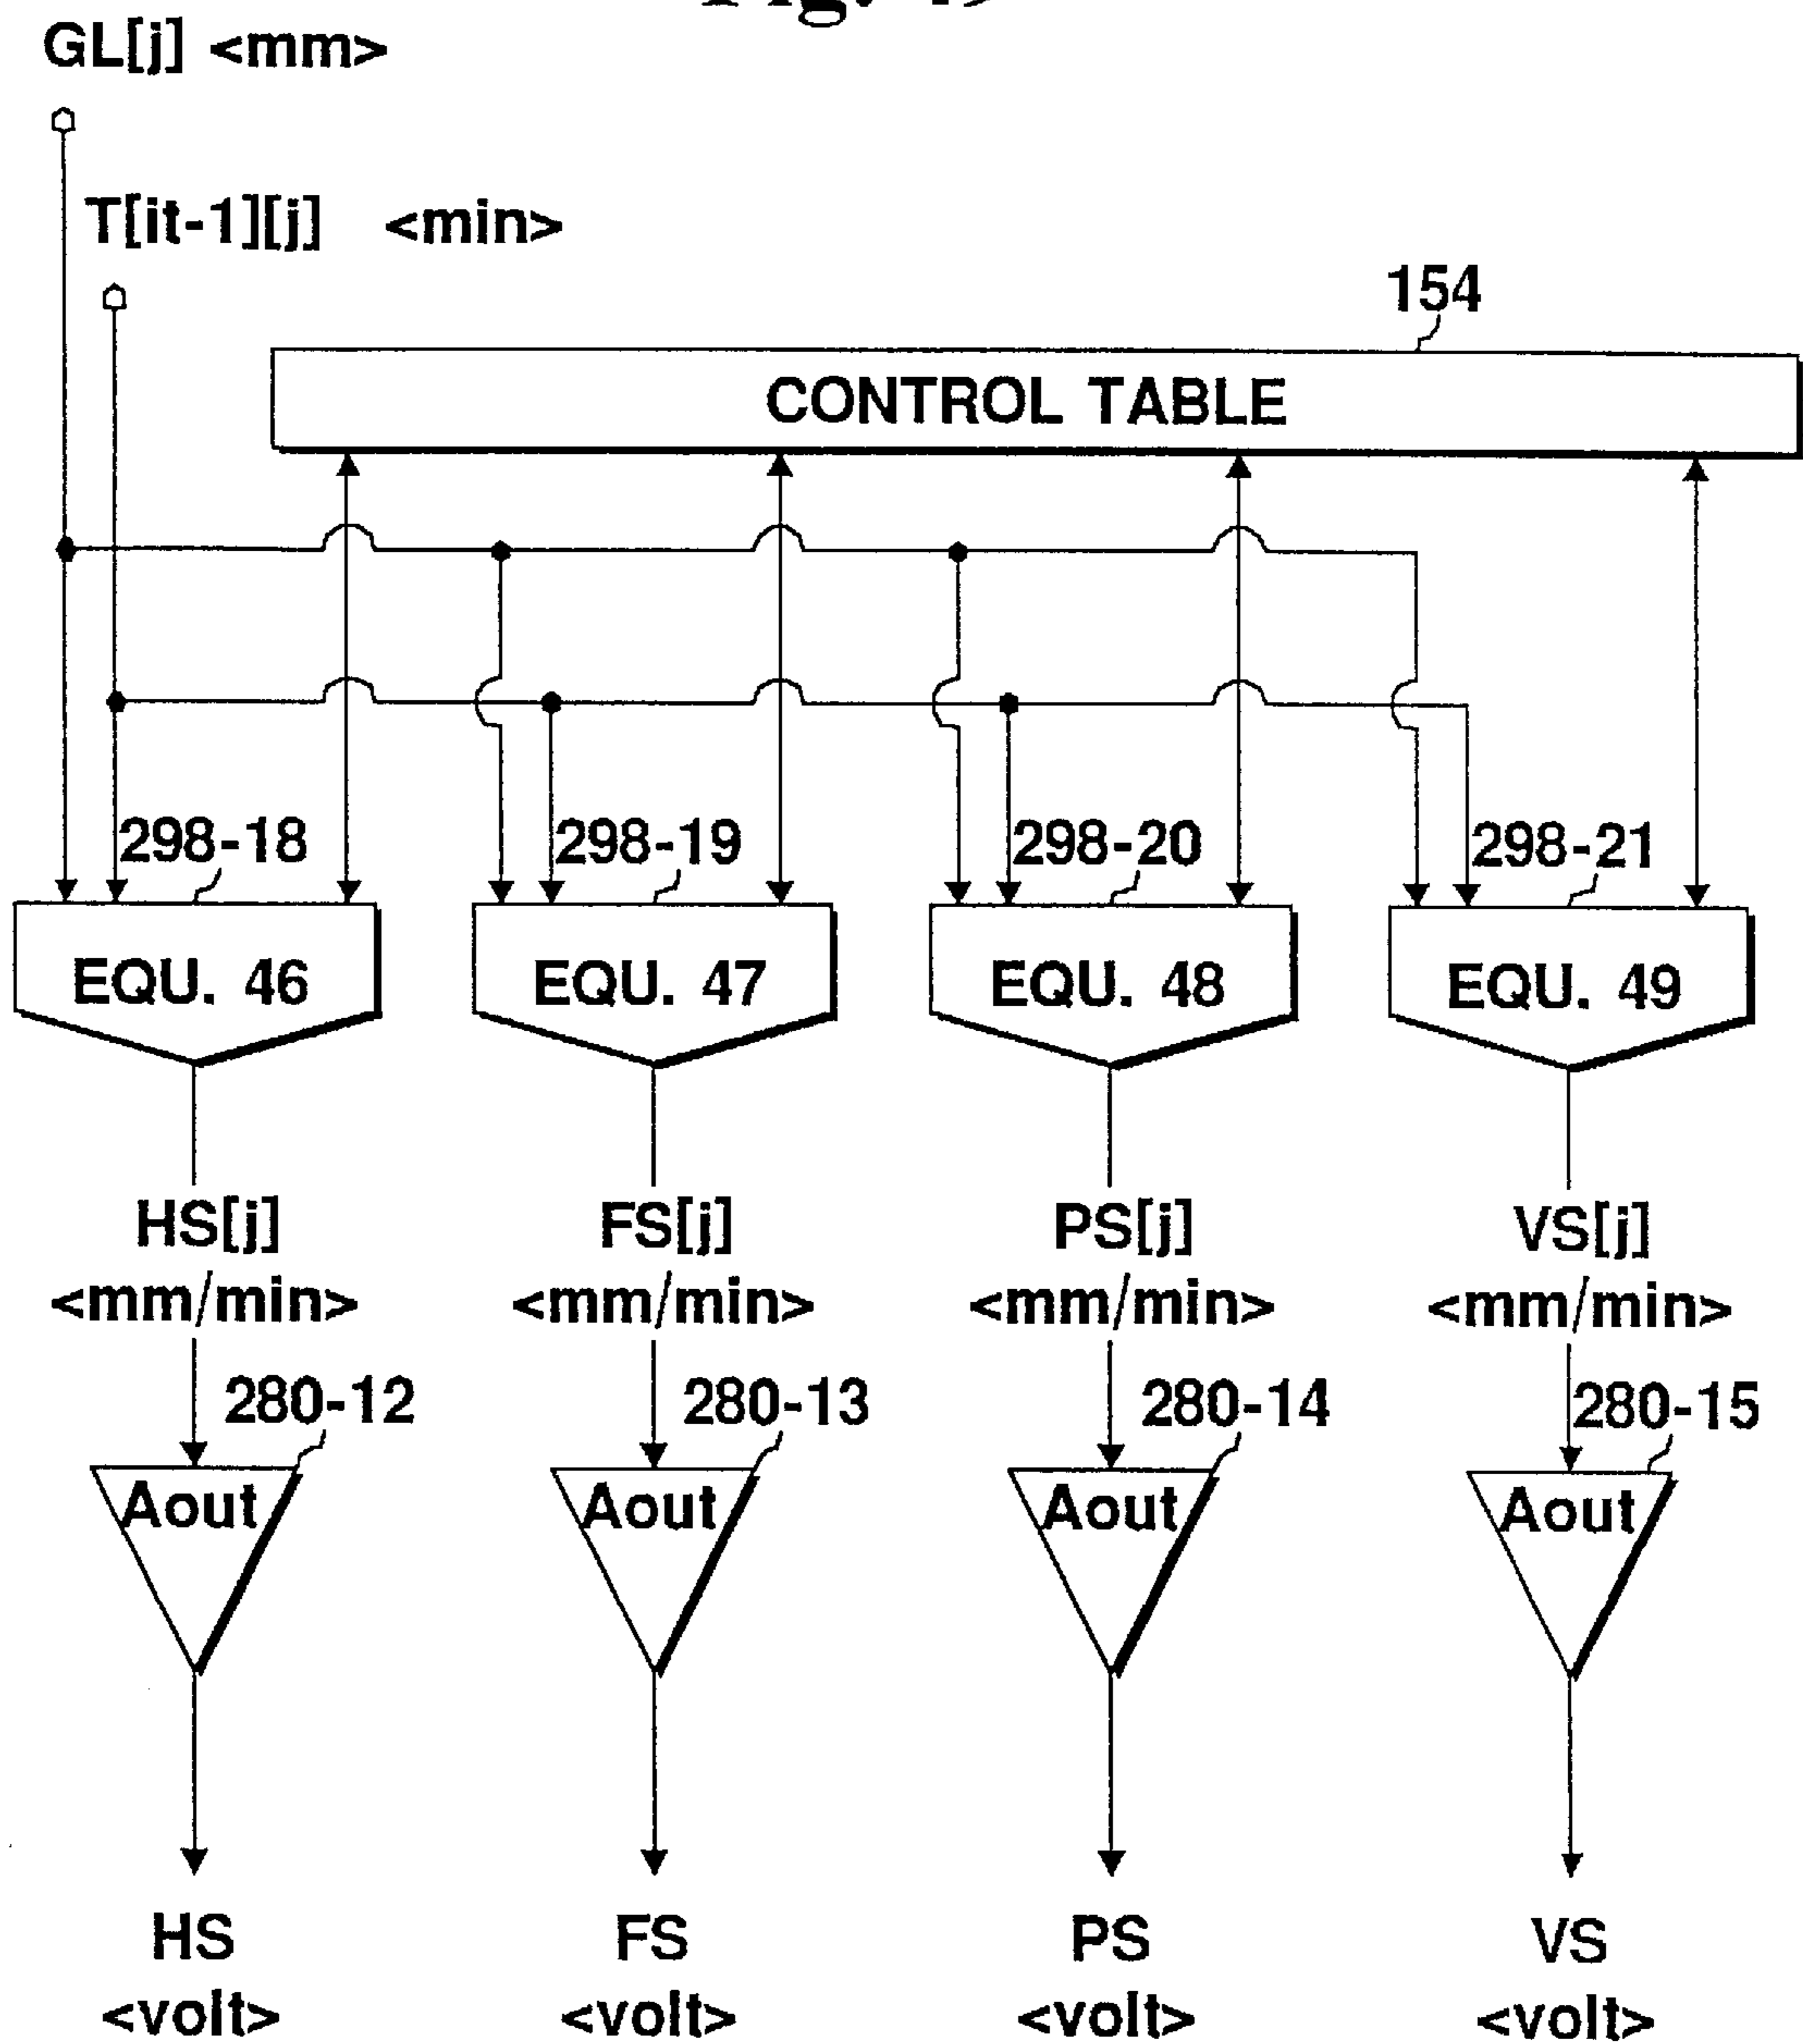 GL[j] <mm>
T[it-1][j] <min>
154
CONTROL TABLE
298-18 298-19 298-20 298-21
EQU. 46 EQU. 47 EQU. 48 EQU. 49
HS[j] FS[j] PS[j] VS[j]
<mm/min> <mm/min> <mm/min> <mm/min>
280-12 280-13 280-14 280-15
Aout Aout Aout Aout
HS FS PS VS
<volt> <volt> <volt> <volt>